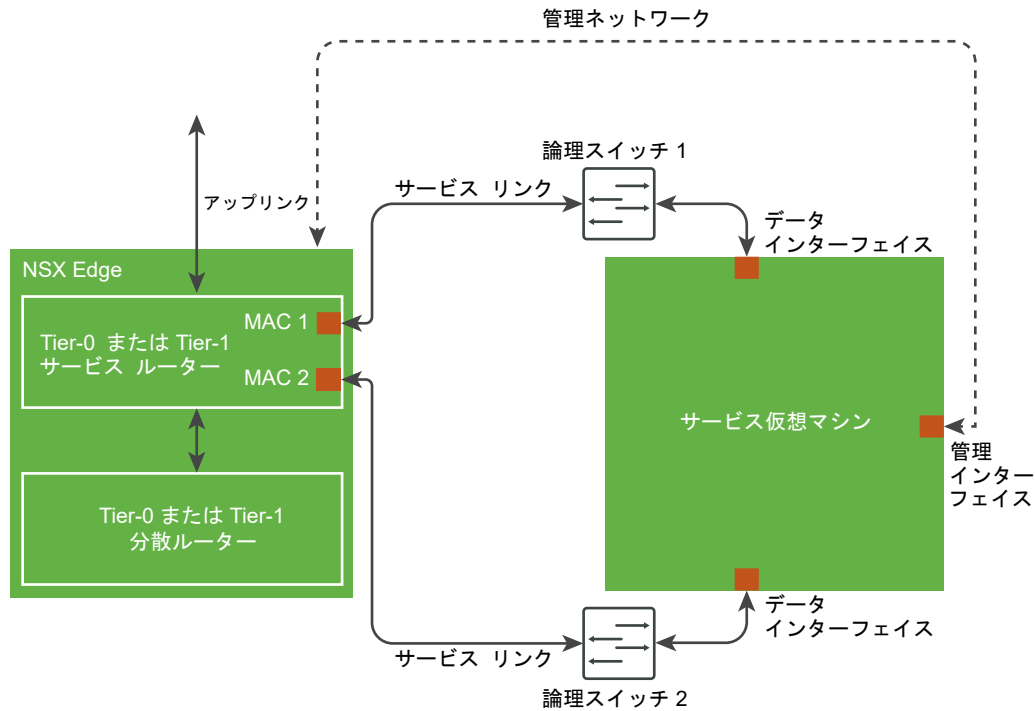 管理ネットワーク
論理スイッチ 1
サービス リンク
アップリンク
データ
インターフェイス
NSX Edge
MAC 1
Tier-0 または Tier-1
サービス ルーター
MAC 2
サービス仮想マシン
管理
インター
フェイス
Tier-0 または Tier-1
分散ルーター
データ
インターフェイス
サービス リンク
論理スイッチ 2